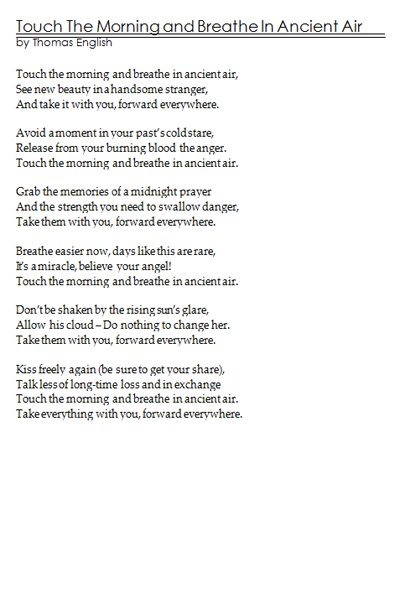 Touch The Morning and Breathe In Ancient Air
by Thomas English
Touch the morning and breathe in ancient air,
See new beauty in a handsome stranger,
And take it with you, forward everywhere.
Avoid a moment in your past's cold stare,
Release from your burning blood the anger.
Touch the morning and breathe in ancient air.
Grab the memories of a midnight prayer
And the strength you need to swallow danger,
Take them with you, forward everywhere.
Breathe easier now, days like this are rare,
It's a miracle, believe your angel!
Touch the morning and breathe in ancient air.
Don't be shaken by the rising sun's glare,
Allow his cloud – Do nothing to change her.
Take them with you, forward everywhere.
Kiss freely again (be sure to get your share),
Talk less of long-time loss and in exchange
Touch the morning and breathe in ancient air.
Take everything with you, forward everywhere.